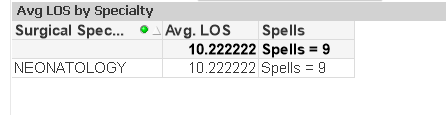 Avg LOS by Specialty
Surgical Spec... Avg. LOS Spells
10.222222 Spells = 9
NEONATOLOGY 10.222222 Spells = 9